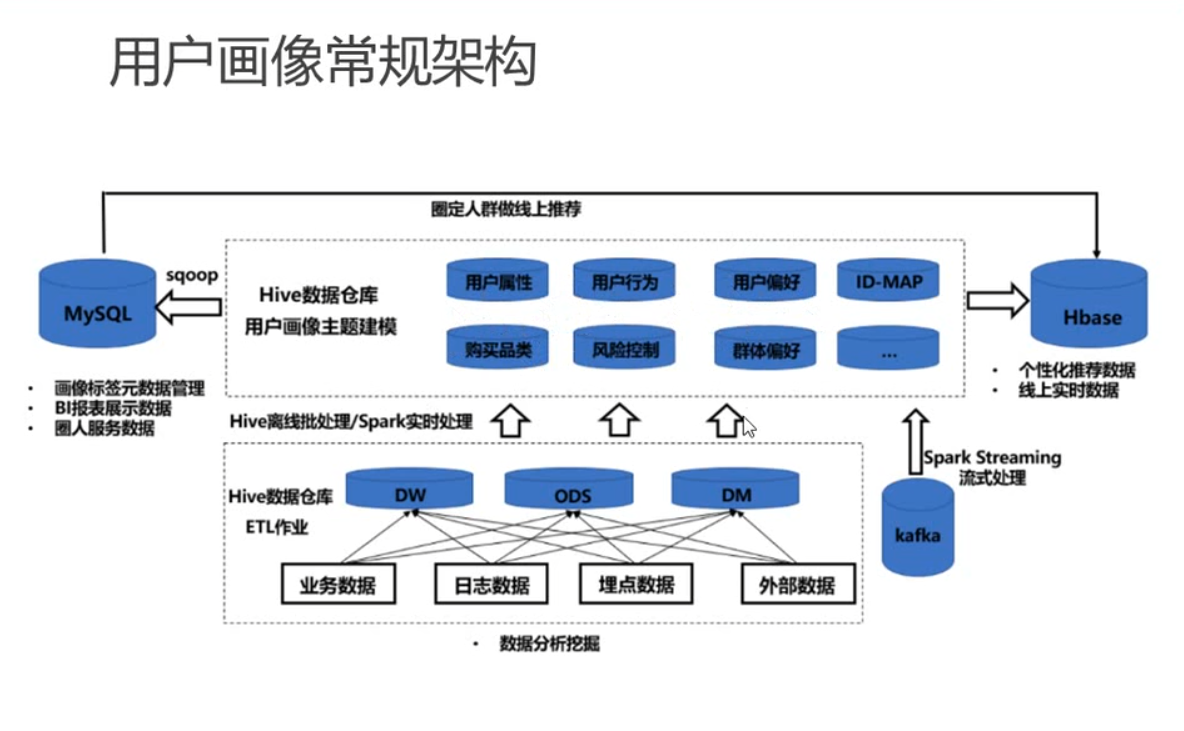 用户画像常规架构
圈定人群做线上推荐
sqoop
MySQL
Hive数据仓库
用户画像主题建模
用户属性
用户行为
用户偏好
ID-MAP
购买品类
风险控制
群体偏好
...
Hbase
• 画像标签元数据管理
• BI报表展示数据
• 圈人服务数据
• 个性化推荐数据
• 线上实时数据
Hive离线批处理/Spark实时处理
Spark Streaming
流式处理
kafka
Hive数据仓库
ETL作业
DW
ODS
DM
业务数据
日志数据
埋点数据
外部数据
• 数据分析挖掘